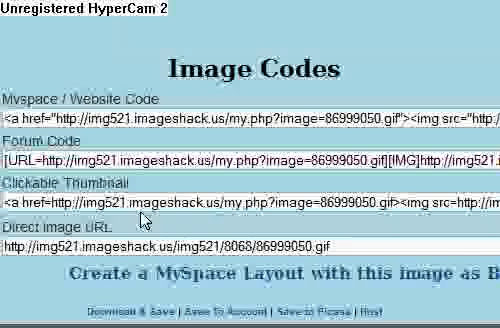 Unregistered HyperCam 2
Image Codes
Myspace / Website Code
<a href="http://img521.imageshack.us/my.php?image=86999050.gif"><img src="http:
Forum Code
[URL=http://img521.imageshack.us/my.php?image=86999050.gif][IMG]http://img521.i
Clickable Thumbnail
<a href=http://img521.imageshack.us/my.php?image=86999050.gif><img src=http://im
Direct Image URL
http://img521.imageshack.us/img521/8068/86999050.gif
Create a MySpace Layout with this image as B
Download & Save | Save To Account | Save to Picasa | Host